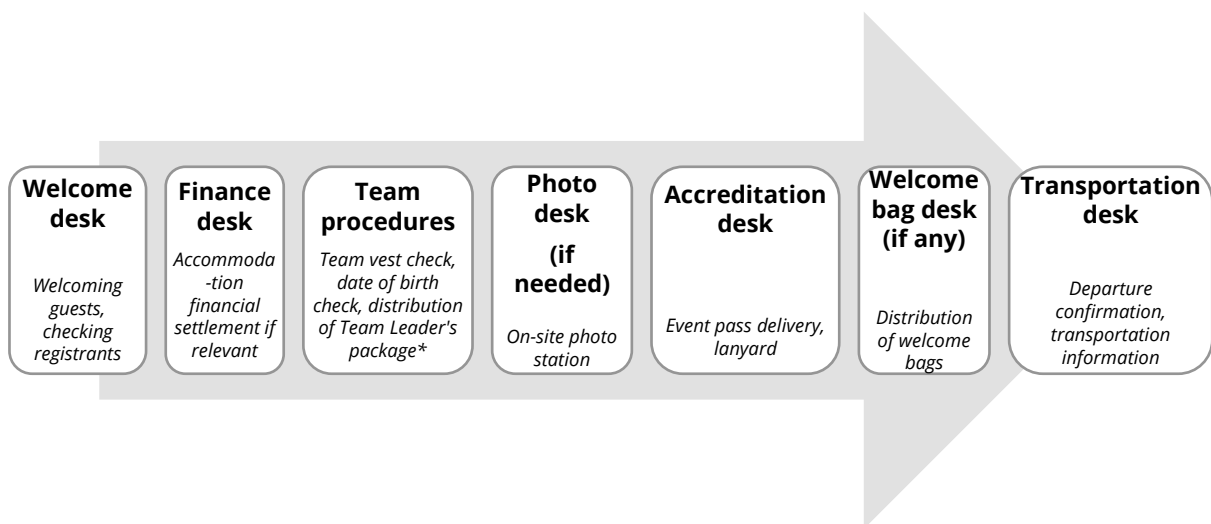 Welcome
desk
Welcoming
guests,
checking
registrants
Finance
desk
Accommoda
-tion
financial
settlement if
relevant
Team
procedures
Team vest check,
date of birth
check, distribution
of Team Leader's
package*
Photo
desk
(if
needed)
On-site photo
station
Accreditation
desk
Event pass delivery,
lanyard
Welcome
bag desk
(if any)
Distribution
of welcome
bags
Transportation
desk
Departure
confirmation,
transportation
information